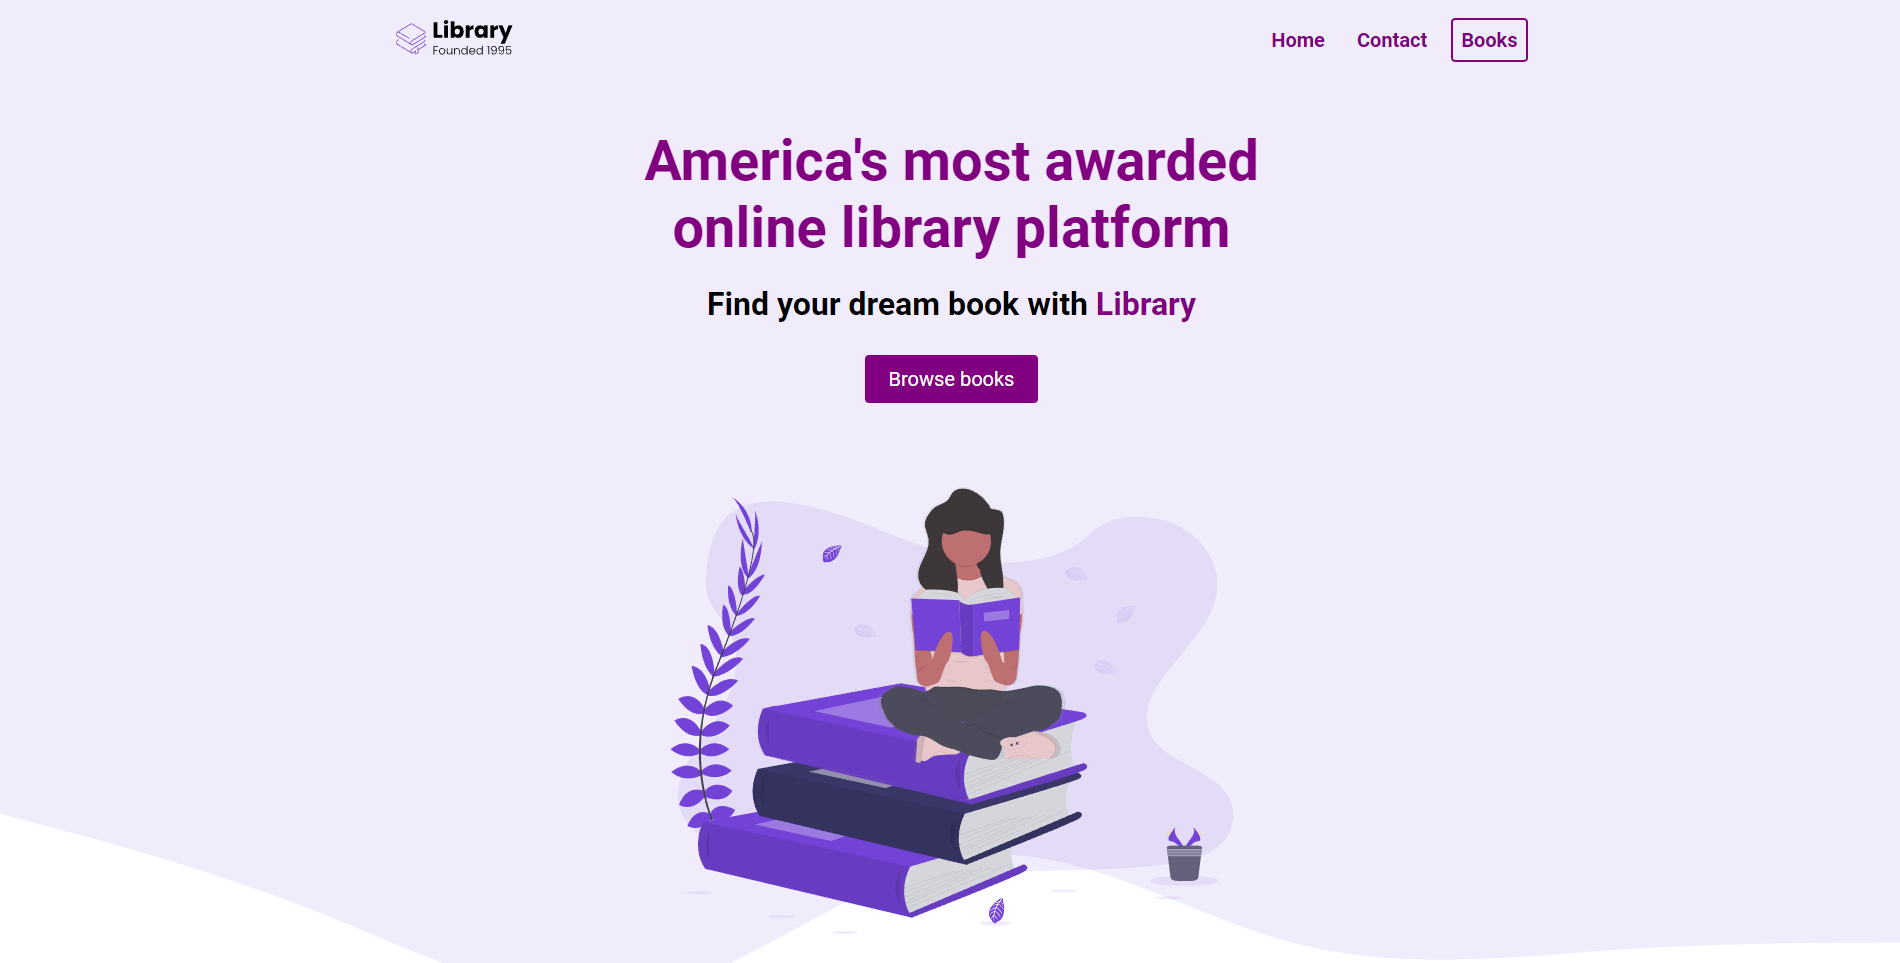 Library
Founded 1995
Home
Contact
Books
America's most awarded
online library platform
Find your dream book with Library
Browse books